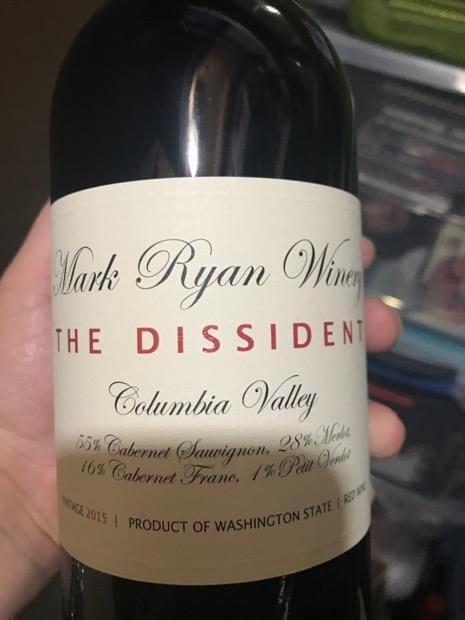 Mark Ryan Winery
THE DISSIDENT
Columbia Valley
55% Cabernet Sauvignon, 28% Merlot,
16% Cabernet Franc, 1% Petit Verdot
VINTAGE 2015 | PRODUCT OF WASHINGTON STATE | RED WINE